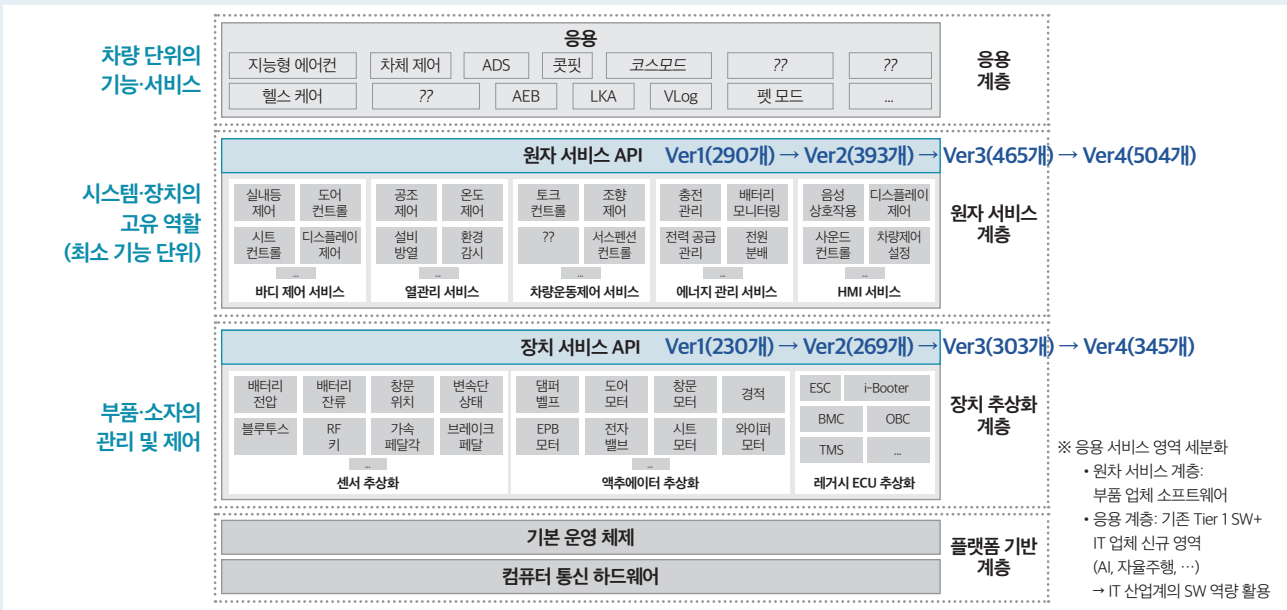 차량 단위의
기능·서비스
응용
지능형 에어컨 차체 제어 ADS 콕핏 코스모드 ?? ??
헬스 케어 ?? AEB LKA VLog 펫 모드 ...
응용
계층
시스템·장치의
고유 역할
(최소 기능 단위)
원자 서비스 API Ver1(290개) → Ver2(393개) → Ver3(465개) → Ver4(504개)
실내등 도어 공조 온도 토크 조향 충전 배터리 음성 디스플레이
제어 컨트롤 제어 제어 컨트롤 제어 관리 모니터링 상호작용 제어
시트 디스플레이 설비 환경 ?? 서스펜션 전력 공급 전원 사운드 차량제어
컨트롤 제어 방열 감시 컨트롤 관리 분배 컨트롤 설정
... ... ... ... ...
바디 제어 서비스 열관리 서비스 차량운동제어 서비스 에너지 관리 서비스 HMI 서비스
원자 서비스
계층
부품·소자의
관리 및 제어
장치 서비스 API Ver1(230개) → Ver2(269개) → Ver3(303개) → Ver4(345개)
배터리 배터리 창문 변속단 댐퍼 도어 창문 경적 ESC i-Booter
전압 잔류 위치 상태 벨프 모터 모터 BMC OBC
블루투스 RF 가속 브레이크 EPB 전자 시트 와이퍼 TMS ...
키 페달각 페달 모터 밸브 모터 모터
... ...
센서 추상화 액추에이터 추상화 레거시 ECU 추상화
장치 추상화
계층
기본 운영 체제
컴퓨터 통신 하드웨어
플랫폼 기반
계층
※ 응용 서비스 영역 세분화
• 원차 서비스 계층:
부품 업체 소프트웨어
• 응용 계층: 기존 Tier 1 SW+
IT 업체 신규 영역
(AI, 자율주행, …)
→ IT 산업계의 SW 역량 활용